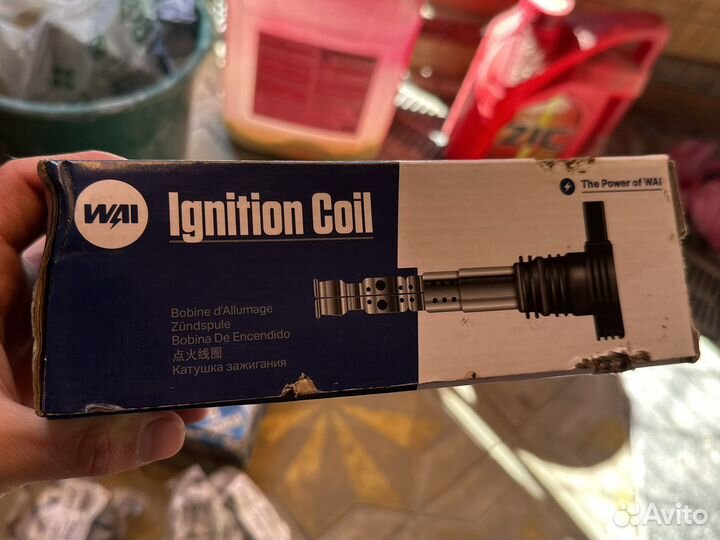 WAI
Ignition Coil
The Power of WAI
Bobine d'Allumage
Zündspule
Bobina De Encendido
点火线圈
Катушка зажигания
ZIC
Avito